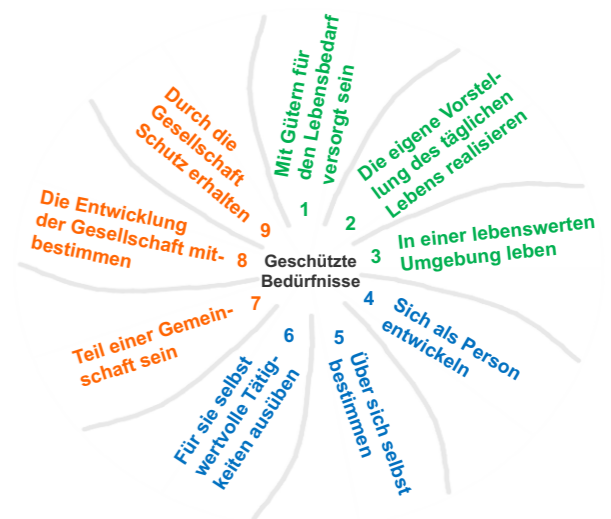 Geschützte
Bedürfnisse
1
Mit Gütern für
den Lebensbedarf
versorgt sein
2
Die eigene Vorstel-
lung des täglichen
Lebens realisieren
3
In einer lebenswerten
Umgebung leben
4
Sich als Person
entwickeln
5
Über sich selbst
bestimmen
6
Für sie selbst
wertvolle Tätig-
keiten ausüben
7
Teil einer Gemein-
schaft sein
8
Die Entwicklung
der Gesellschaft mit-
bestimmen
9
Durch die
Gesellschaft
Schutz erhalten